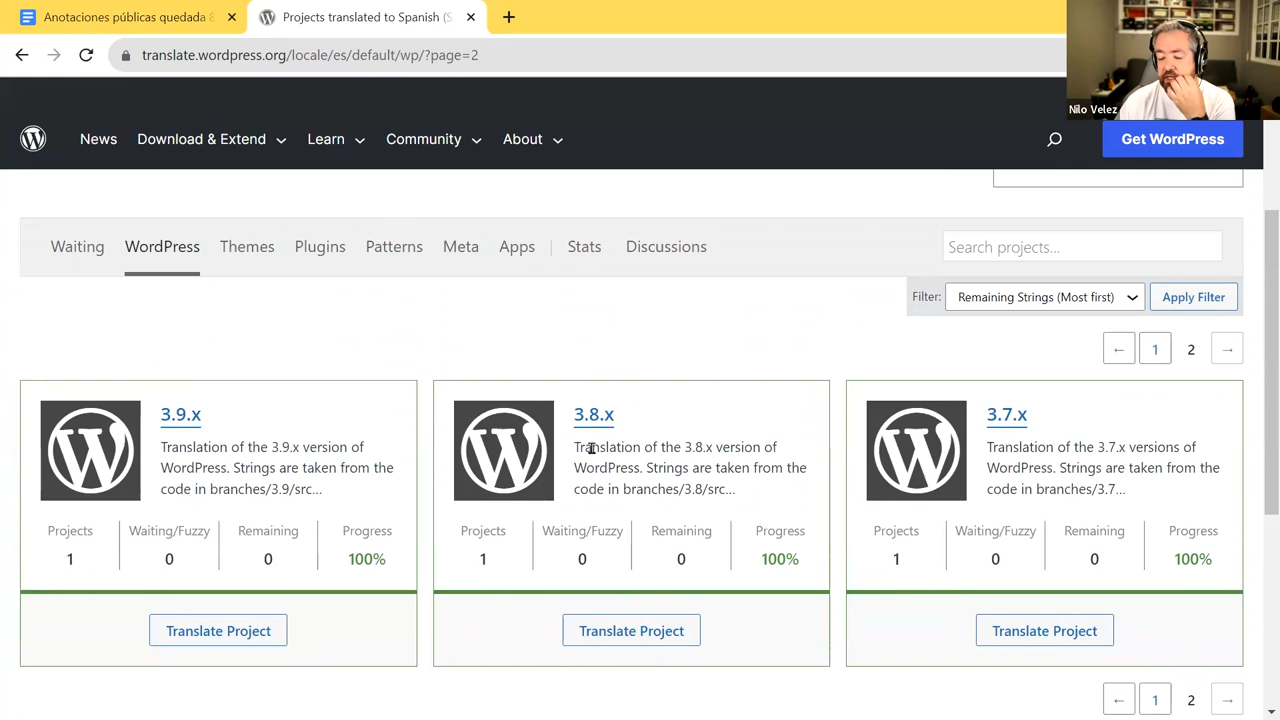 Anotaciones públicas quedada 8
Projects translated to Spanish (S
translate.wordpress.org/locale/es/default/wp/?page=2
Nilo Velez
News
Download & Extend
Learn
Community
About
Get WordPress
Waiting
WordPress
Themes
Plugins
Patterns
Meta
Apps
Stats
Discussions
Search projects...
Filter:
Remaining Strings (Most first)
Apply Filter
← 1 2 →
3.9.x
Translation of the 3.9.x version of
WordPress. Strings are taken from the
code in branches/3.9/src...
Projects Waiting/Fuzzy Remaining Progress
1 0 0 100%
Translate Project
3.8.x
Translation of the 3.8.x version of
WordPress. Strings are taken from the
code in branches/3.8/src...
Projects Waiting/Fuzzy Remaining Progress
1 0 0 100%
Translate Project
3.7.x
Translation of the 3.7.x versions of
WordPress. Strings are taken from the
code in branches/3.7...
Projects Waiting/Fuzzy Remaining Progress
1 0 0 100%
Translate Project
← 1 2 →